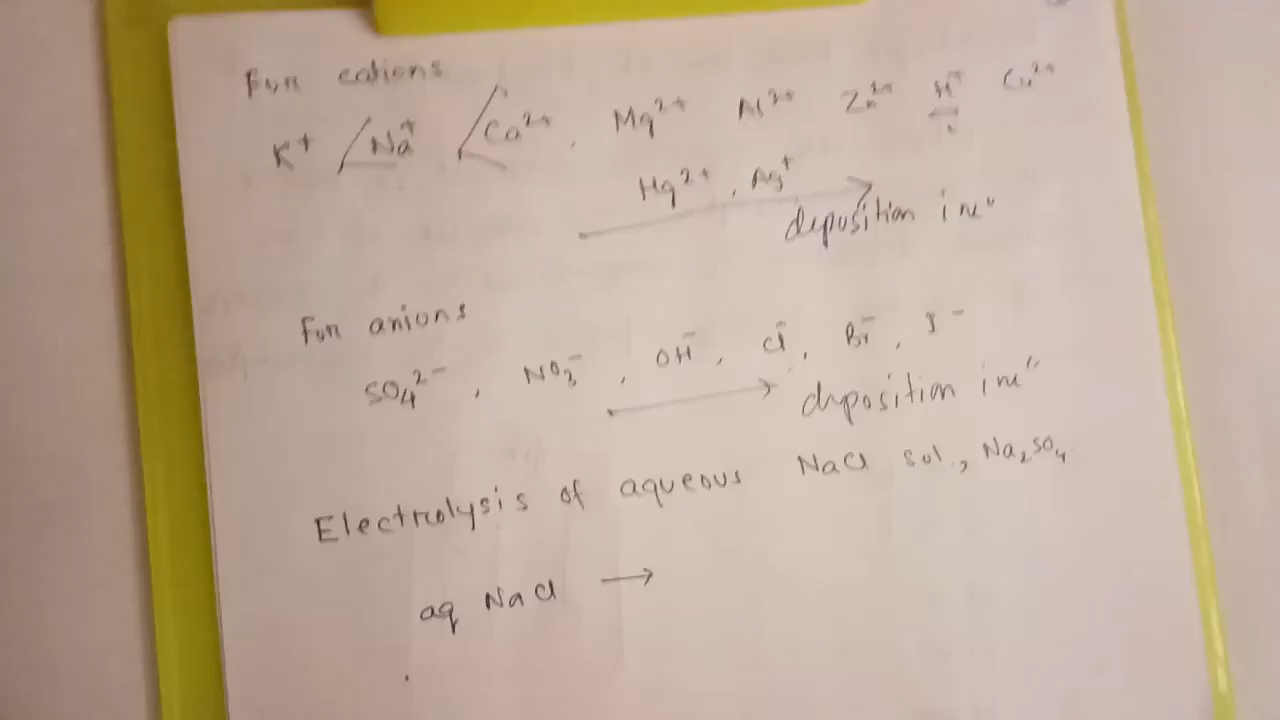 For cations
K⁺ / Na⁺ / Ca²⁺ , Mg²⁺ Al²⁺ Zn²⁺ H⁺ Cu²⁺
Hg²⁺ , Ag⁺
deposition inc"
For anions
SO₄²⁻ , NO₃⁻ , OH⁻ , Cl⁻ , Br⁻ , I⁻
deposition inc"
Electrolysis of aqueous NaCl sol., Na₂SO₄
aq NaCl →